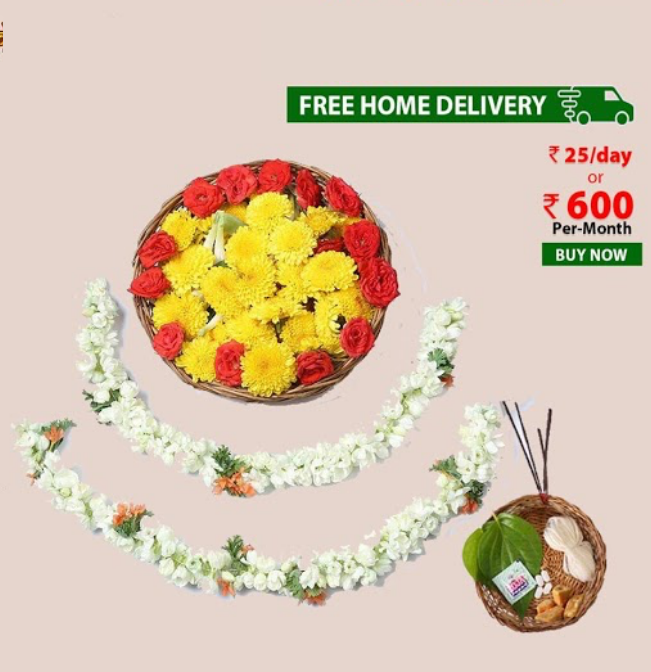 FREE HOME DELIVERY
₹ 25/day
or
₹ 600
Per-Month
BUY NOW